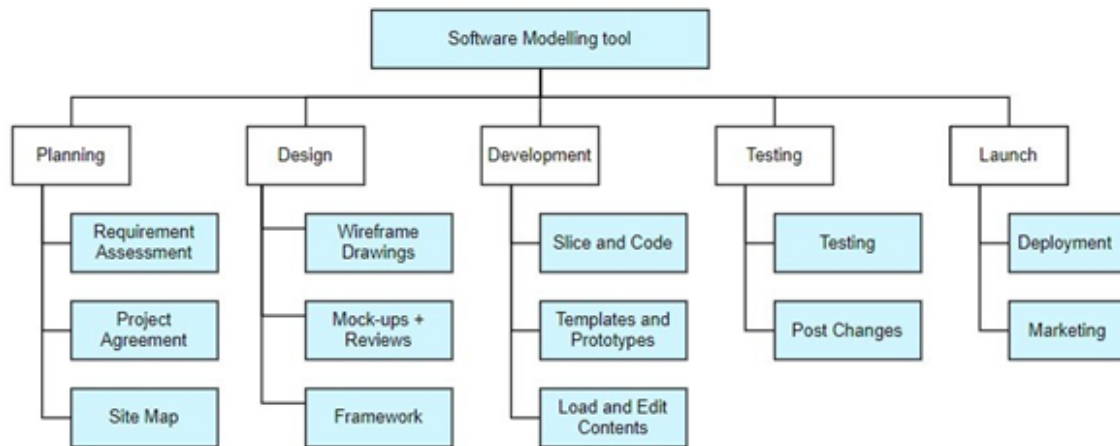 Software Modelling tool
Planning
Design
Development
Testing
Launch
Requirement
Assessment
Wireframe
Drawings
Slice and Code
Testing
Deployment
Project
Agreement
Mock-ups +
Reviews
Templates and
Prototypes
Post Changes
Marketing
Site Map
Framework
Load and Edit
Contents